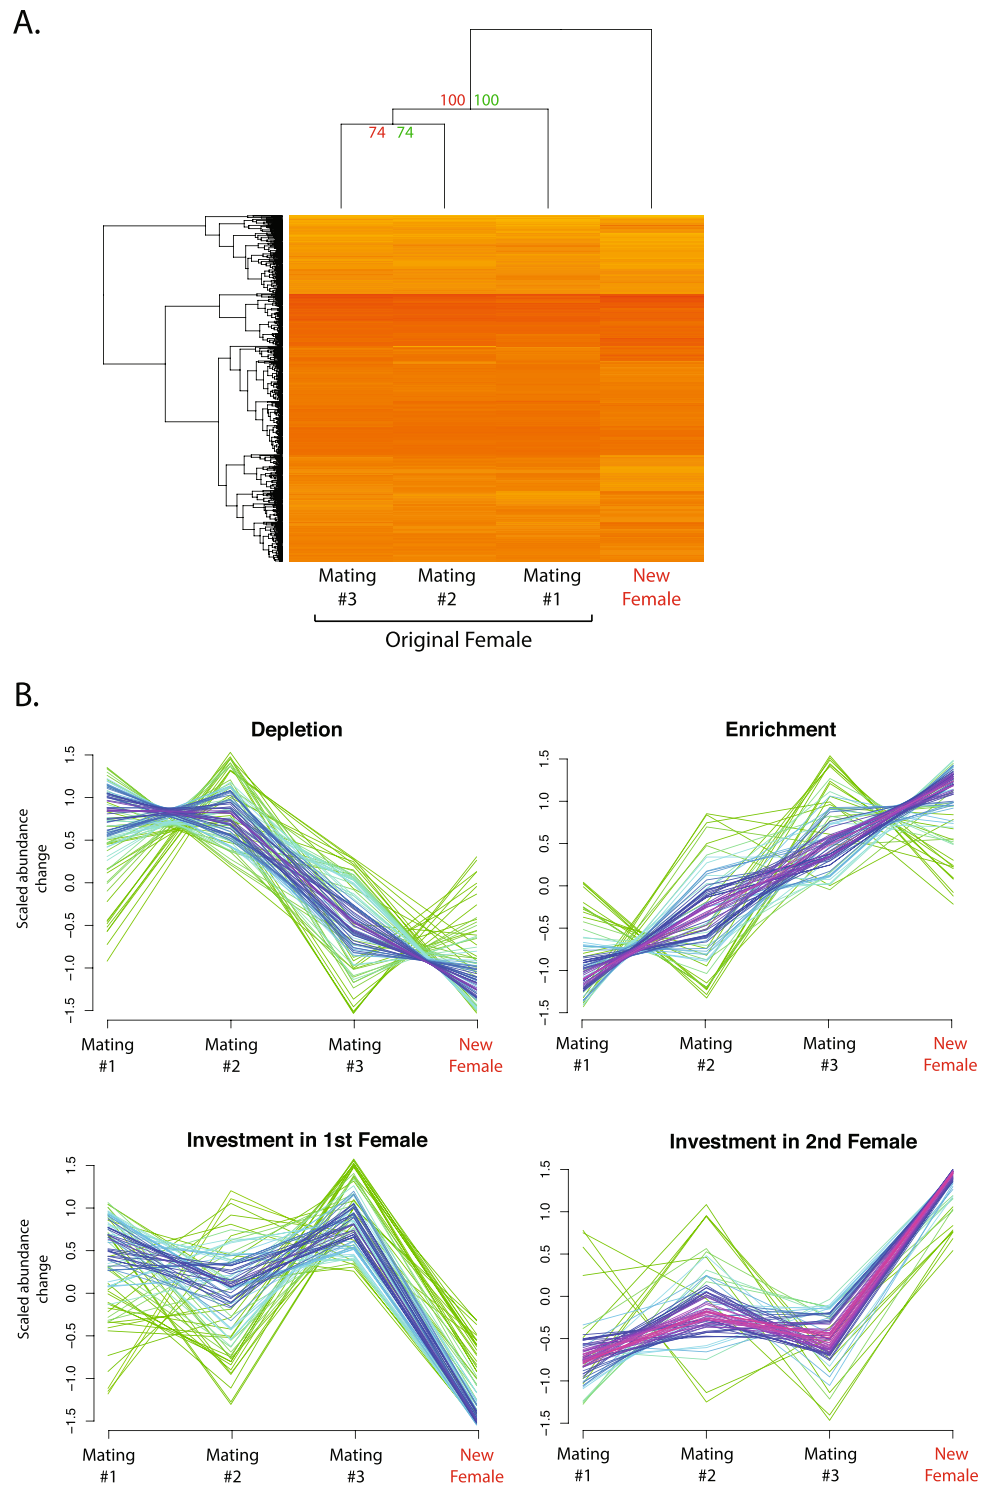 A.
100 100
74 74
Mating Mating Mating New
#3 #2 #1 Female
Original Female
B.
Depletion
Scaled abundance
change
1.5
1.0
0.5
0.0
−0.5
−1.0
−1.5
Mating Mating Mating New
#1 #2 #3 Female
Enrichment
1.5
1.0
0.5
0.0
−0.5
−1.0
−1.5
Mating Mating Mating New
#1 #2 #3 Female
Investment in 1st Female
Scaled abundance
change
1.5
1.0
0.5
0.0
−0.5
−1.0
−1.5
Mating Mating Mating New
#1 #2 #3 Female
Investment in 2nd Female
1.5
1.0
0.5
0.0
−0.5
−1.0
−1.5
Mating Mating Mating New
#1 #2 #3 Female